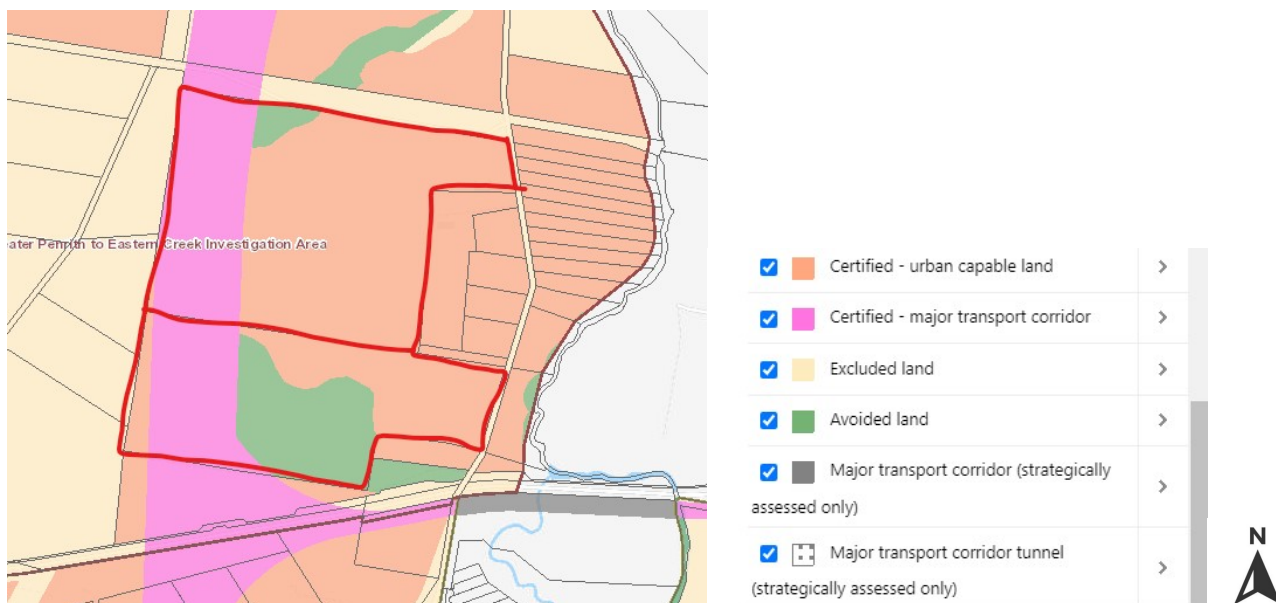 ater Penrith to Eastern Creek Investigation Area
Certified - urban capable land
Certified - major transport corridor
Excluded land
Avoided land
Major transport corridor (strategically
assessed only)
Major transport corridor tunnel
(strategically assessed only)
N